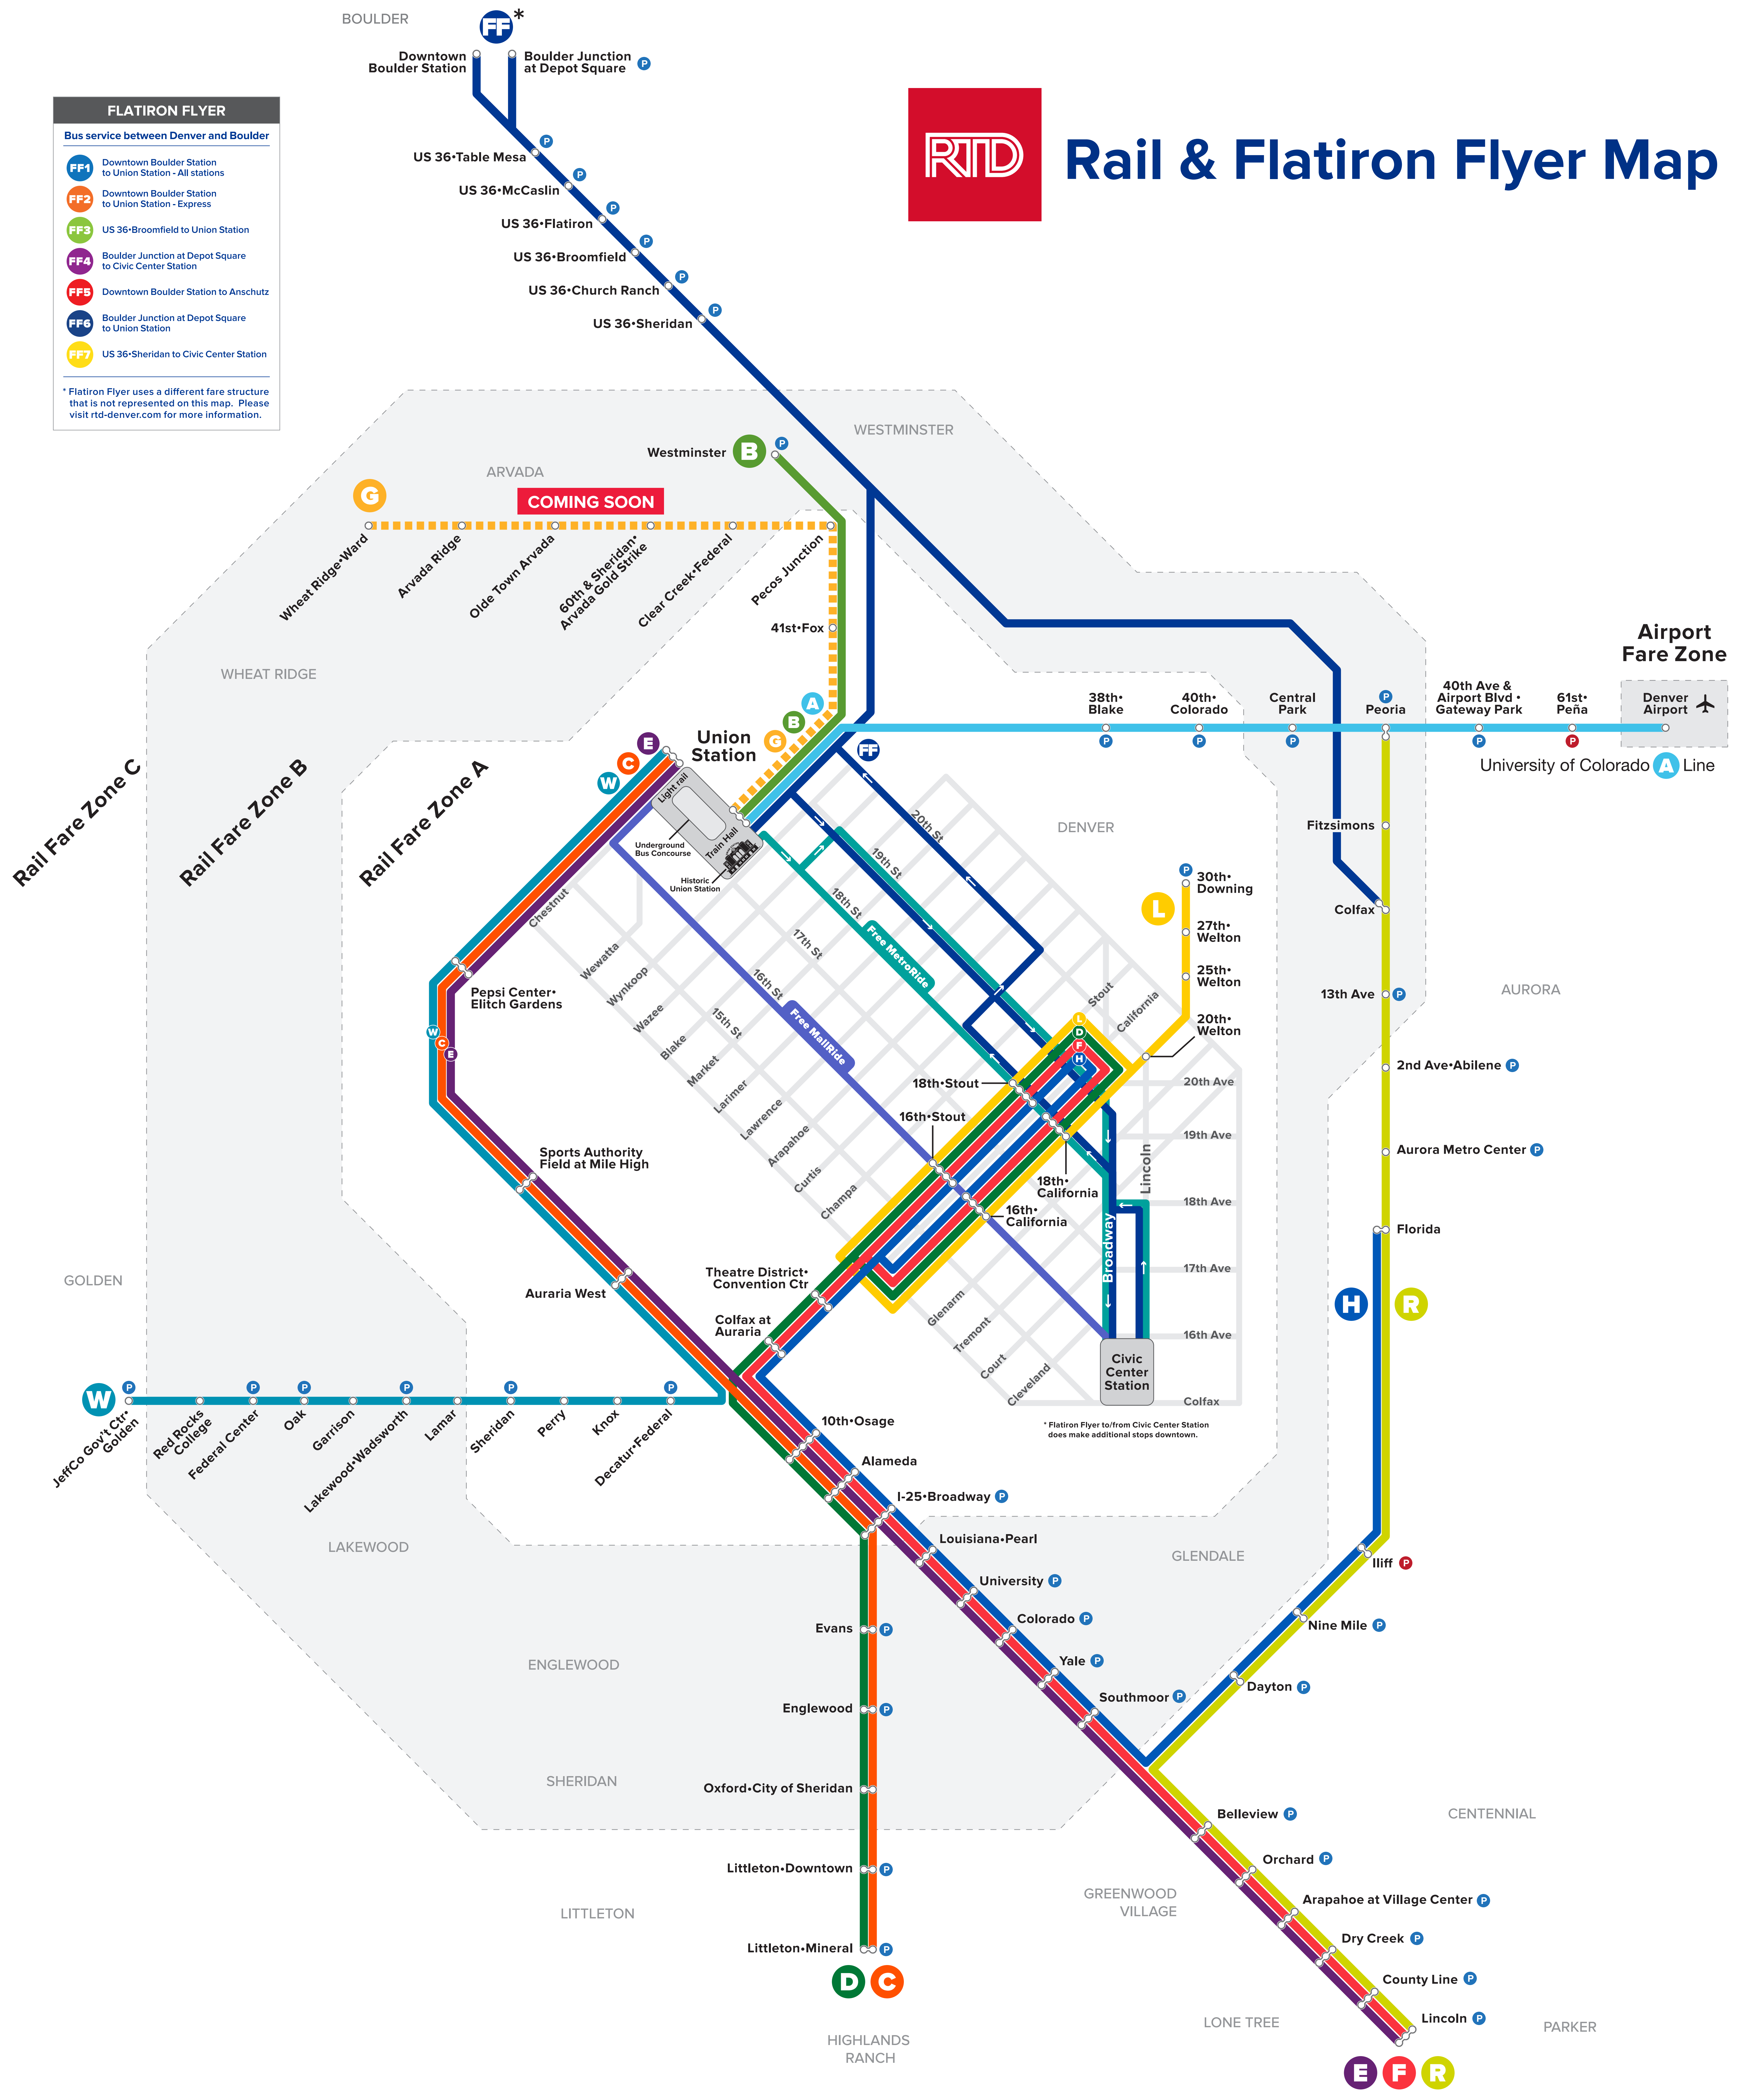 BOULDER
FF*
Downtown
Boulder Station
Boulder Junction
at Depot Square
P
FLATIRON FLYER
Bus service between Denver and Boulder
FF1
Downtown Boulder Station
to Union Station - All stations
FF2
Downtown Boulder Station
to Union Station - Express
FF3
US 36•Broomfield to Union Station
FF4
Boulder Junction at Depot Square
to Civic Center Station
FF5
Downtown Boulder Station to Anschutz
FF6
Boulder Junction at Depot Square
to Union Station
FF7
US 36•Sheridan to Civic Center Station
* Flatiron Flyer uses a different fare structure
that is not represented on this map. Please
visit rtd-denver.com for more information.
RTD
Rail & Flatiron Flyer Map
US 36•Table Mesa
P
US 36•McCaslin
P
US 36•Flatiron
P
US 36•Broomfield
P
US 36•Church Ranch
P
US 36•Sheridan
P
WESTMINSTER
Westminster
B
P
ARVADA
G
COMING SOON
Wheat Ridge•Ward
Arvada Ridge
Olde Town Arvada
60th & Sheridan•
Arvada Gold Strike
Clear Creek•Federal
Pecos Junction
41st•Fox
WHEAT RIDGE
Airport
Fare Zone
38th•
Blake
P
40th•
Colorado
P
Central
Park
P
P
Peoria
40th Ave &
Airport Blvd •
Gateway Park
P
61st•
Peña
P
Denver
Airport
University of Colorado A Line
A
B
G
FF
Union
Station
E
C
W
Light rail
Underground
Bus Concourse
Train Hall
Historic
Union Station
Rail Fare Zone C
Rail Fare Zone B
Rail Fare Zone A
DENVER
20th St
19th St
18th St
17th St
16th St
15th St
Free MetroRide
Free MallRide
Chestnut
Wewatta
Wynkoop
Wazee
Blake
Market
Larimer
Lawrence
Arapahoe
Curtis
Champa
Stout
California
Glenarm
Tremont
Court
Cleveland
P
30th•
Downing
L
27th•
Welton
25th•
Welton
20th•
Welton
L
D
F
H
18th•Stout
16th•Stout
18th•
California
16th•
California
20th Ave
19th Ave
18th Ave
17th Ave
16th Ave
Colfax
Lincoln
Broadway
Civic
Center
Station
* Flatiron Flyer to/from Civic Center Station
does make additional stops downtown.
Fitzsimons
Colfax
13th Ave
P
AURORA
2nd Ave•Abilene
P
Aurora Metro Center
P
Florida
H
R
Iliff
P
Nine Mile
P
Dayton
P
Pepsi Center•
Elitch Gardens
W
C
E
Sports Authority
Field at Mile High
Auraria West
Theatre District•
Convention Ctr
Colfax at
Auraria
GOLDEN
W
P
JeffCo Gov't Ctr•
Golden
Red Rocks
College
P
Federal Center
P
Oak
Garrison
P
Lakewood•Wadsworth
Lamar
P
Sheridan
Perry
Knox
P
Decatur•Federal
10th•Osage
Alameda
I-25•Broadway
P
Louisiana•Pearl
University
P
Colorado
P
Yale
P
Southmoor
P
LAKEWOOD
GLENDALE
Evans
P
ENGLEWOOD
Englewood
P
SHERIDAN
Oxford•City of Sheridan
Littleton•Downtown
P
LITTLETON
Littleton•Mineral
P
D
C
HIGHLANDS
RANCH
Belleview
P
CENTENNIAL
Orchard
P
GREENWOOD
VILLAGE
Arapahoe at Village Center
P
Dry Creek
P
County Line
P
Lincoln
P
LONE TREE
PARKER
E
F
R